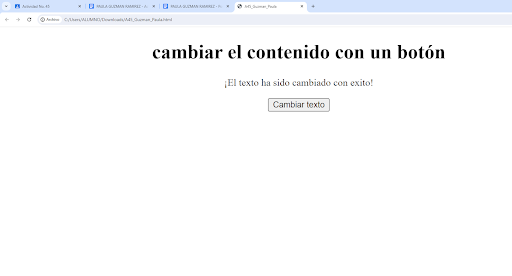 Actividad No. 45
PAULA GUZMAN RAMIREZ -
PAULA GUZMAN RAMIREZ -
A45_Guzman_Paula
Archivo
C:/Users/ALUMNO/Downloads/A45_Guzman_Paula.html
cambiar el contenido con un botón
¡El texto ha sido cambiado con exito!
Cambiar texto